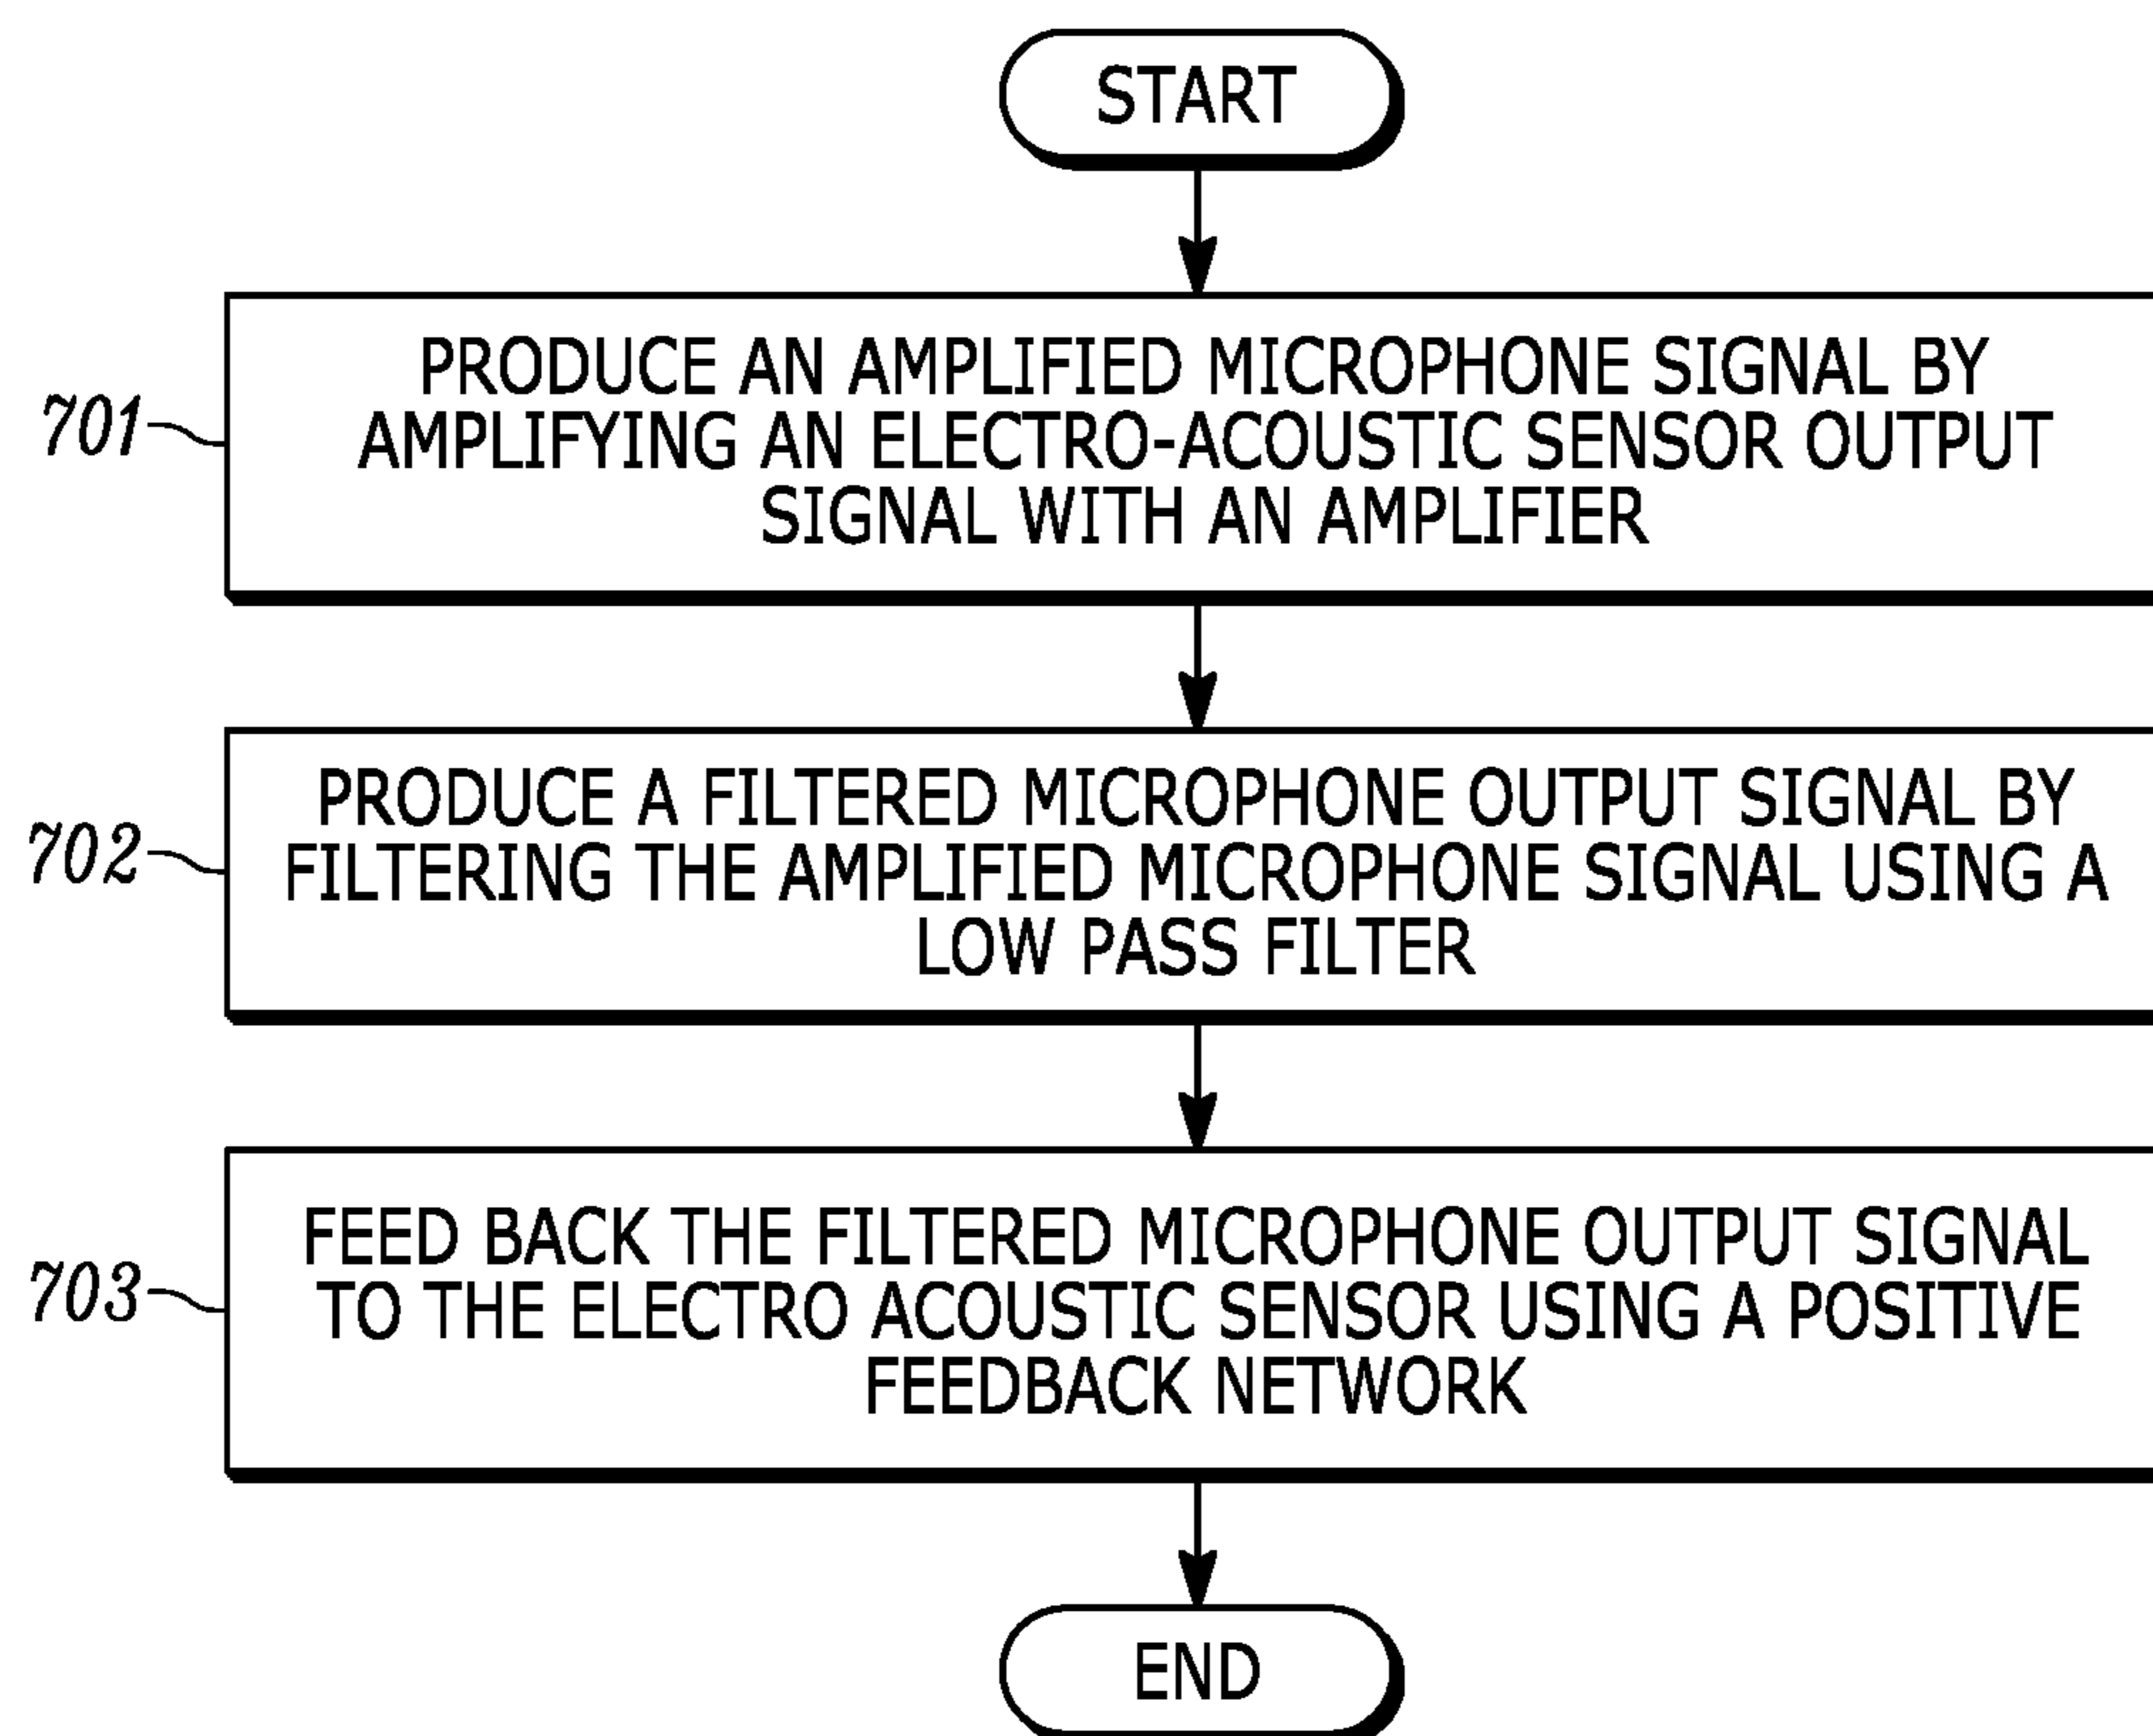 START
701
PRODUCE AN AMPLIFIED MICROPHONE SIGNAL BY
AMPLIFYING AN ELECTRO-ACOUSTIC SENSOR OUTPUT
SIGNAL WITH AN AMPLIFIER
702
PRODUCE A FILTERED MICROPHONE OUTPUT SIGNAL BY
FILTERING THE AMPLIFIED MICROPHONE SIGNAL USING A
LOW PASS FILTER
703
FEED BACK THE FILTERED MICROPHONE OUTPUT SIGNAL
TO THE ELECTRO ACOUSTIC SENSOR USING A POSITIVE
FEEDBACK NETWORK
END